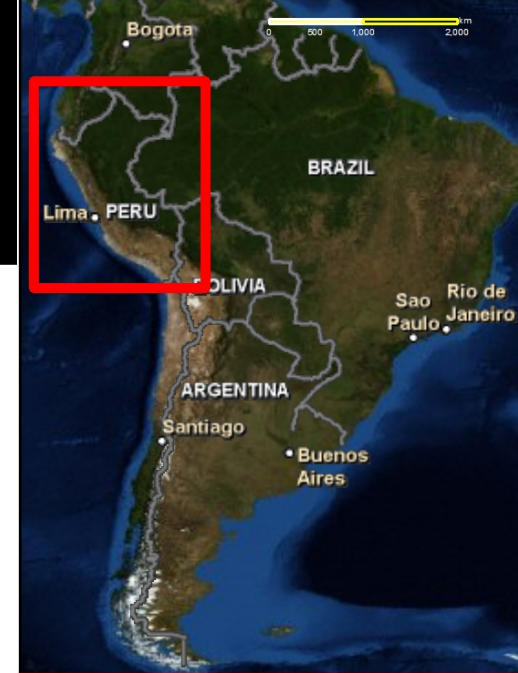 Bogota
km
0 500 1,000 2,000
BRAZIL
Lima PERU
BOLIVIA
Sao
Paulo
Rio de
Janeiro
ARGENTINA
Santiago
Buenos
Aires